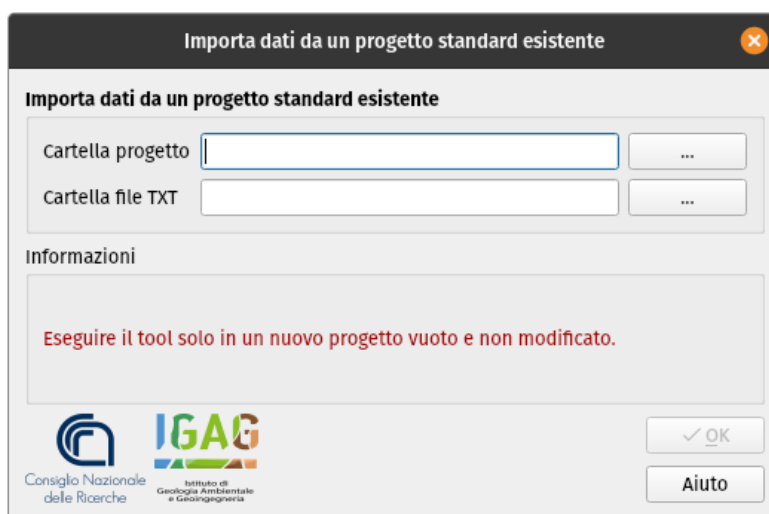 Importa dati da un progetto standard esistente
Importa dati da un progetto standard esistente
Cartella progetto
...
Cartella file TXT
...
Informazioni
Eseguire il tool solo in un nuovo progetto vuoto e non modificato.
Consiglio Nazionale
delle Ricerche
IGAG
Istituto di
Geologia Ambientale
e Geoingegneria
OK
Aiuto